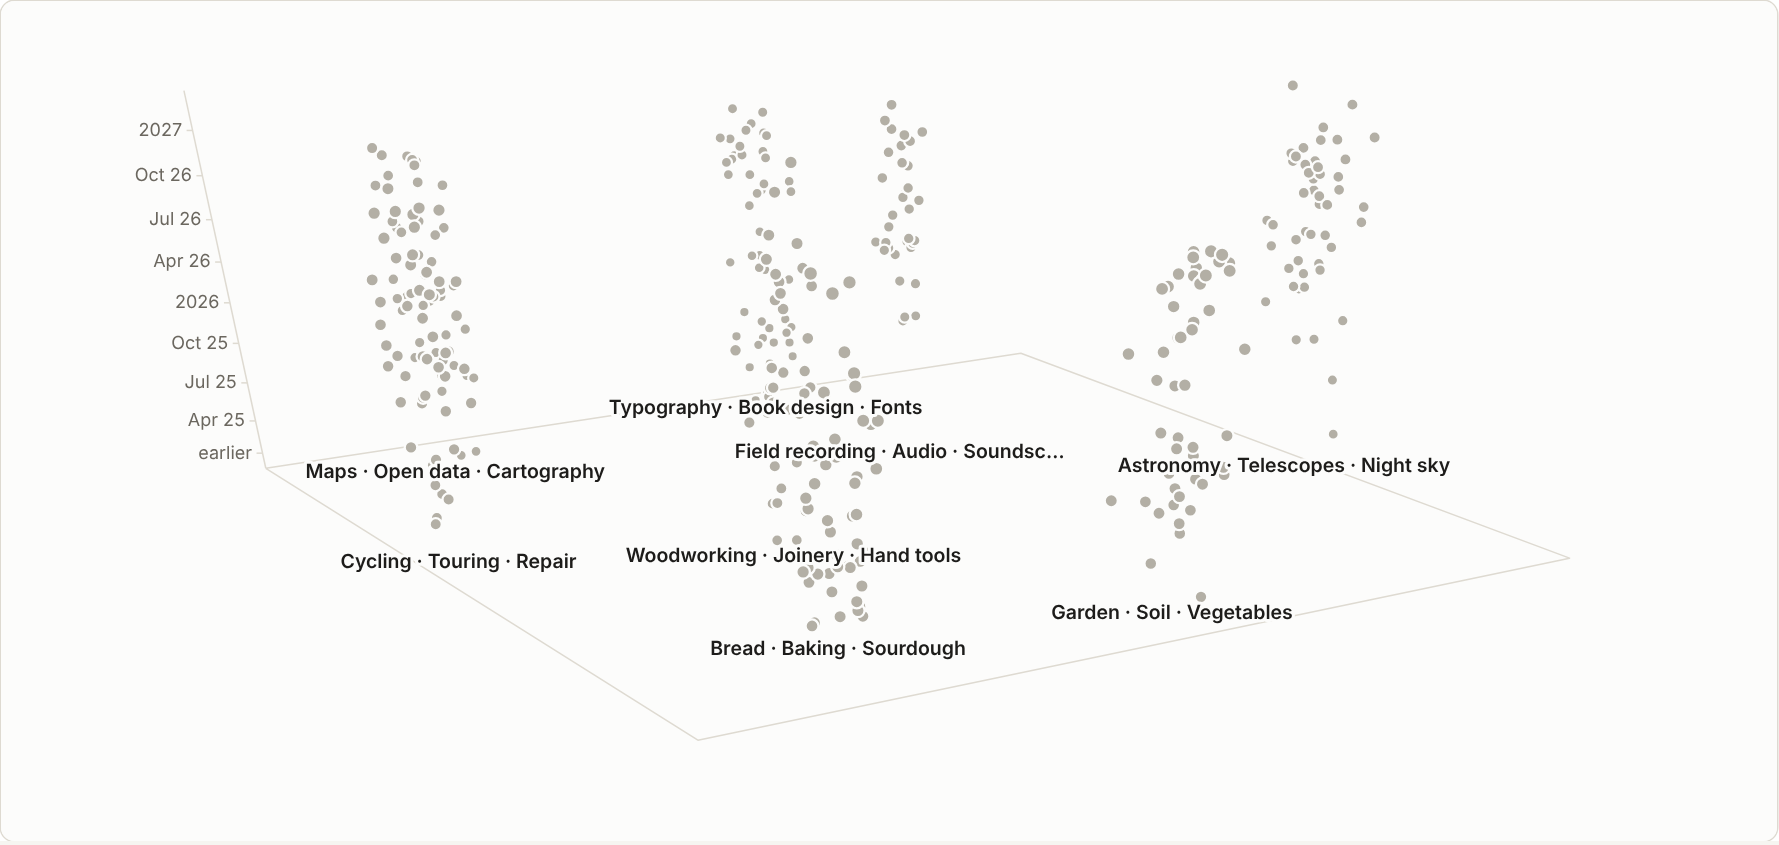 2027
Oct 26
Jul 26
Apr 26
2026
Oct 25
Jul 25
Apr 25
earlier
Typography · Book design · Fonts
Field recording · Audio · Soundsc…
Maps · Open data · Cartography
Astronomy · Telescopes · Night sky
Cycling · Touring · Repair
Woodworking · Joinery · Hand tools
Garden · Soil · Vegetables
Bread · Baking · Sourdough